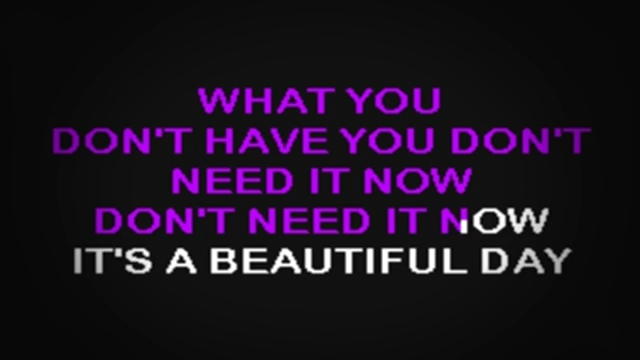 WHAT YOU
DON'T HAVE YOU DON'T
NEED IT NOW
DON'T NEED IT NOW
IT'S A BEAUTIFUL DAY